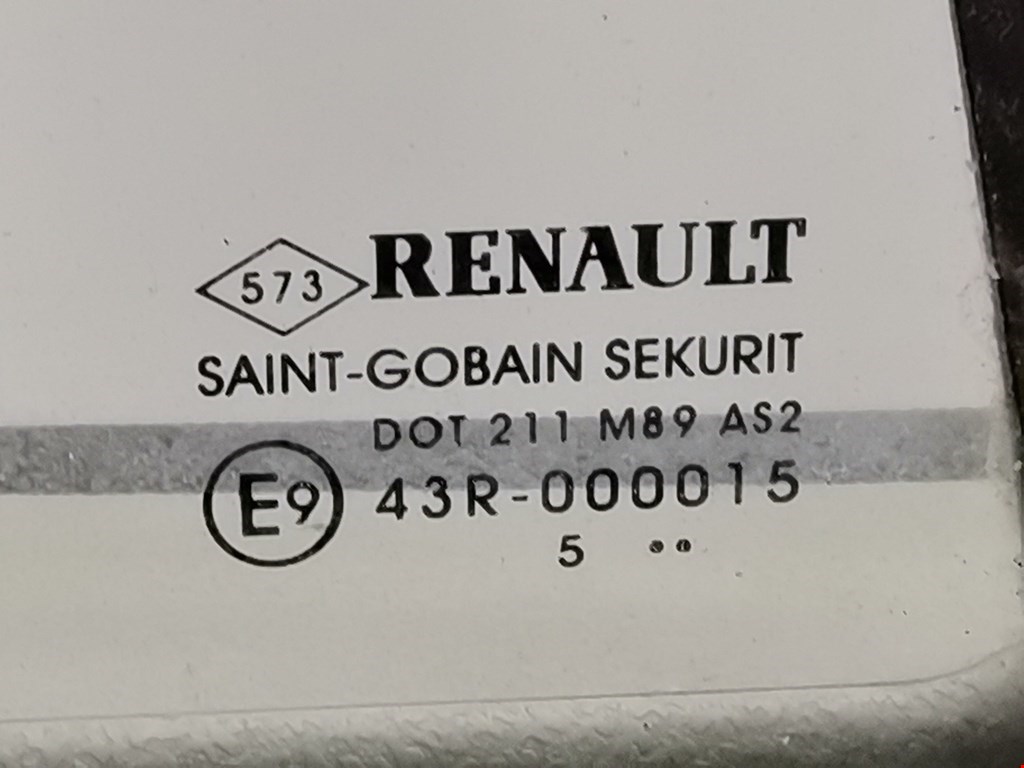 573 RENAULT
SAINT-GOBAIN SEKURIT
DOT 211 M89 AS2
E9 43R-000015
5 ••